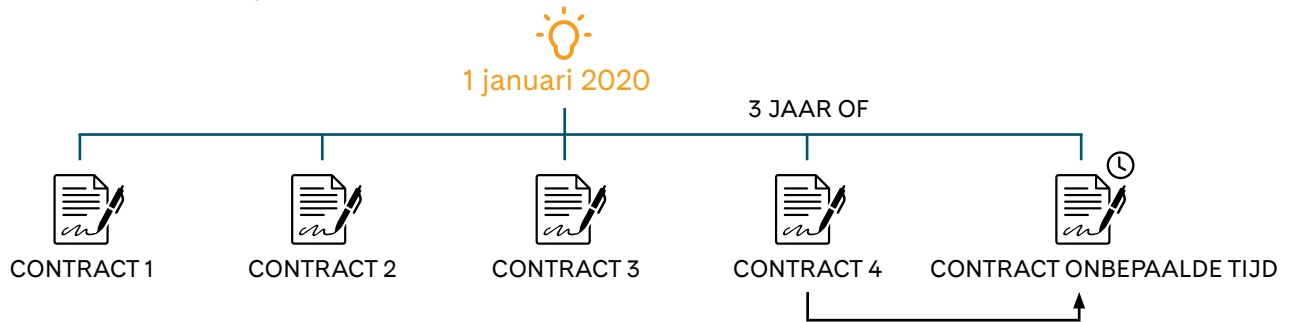 1 januari 2020
3 JAAR OF
CONTRACT 1
CONTRACT 2
CONTRACT 3
CONTRACT 4
CONTRACT ONBEPAALDE TIJD